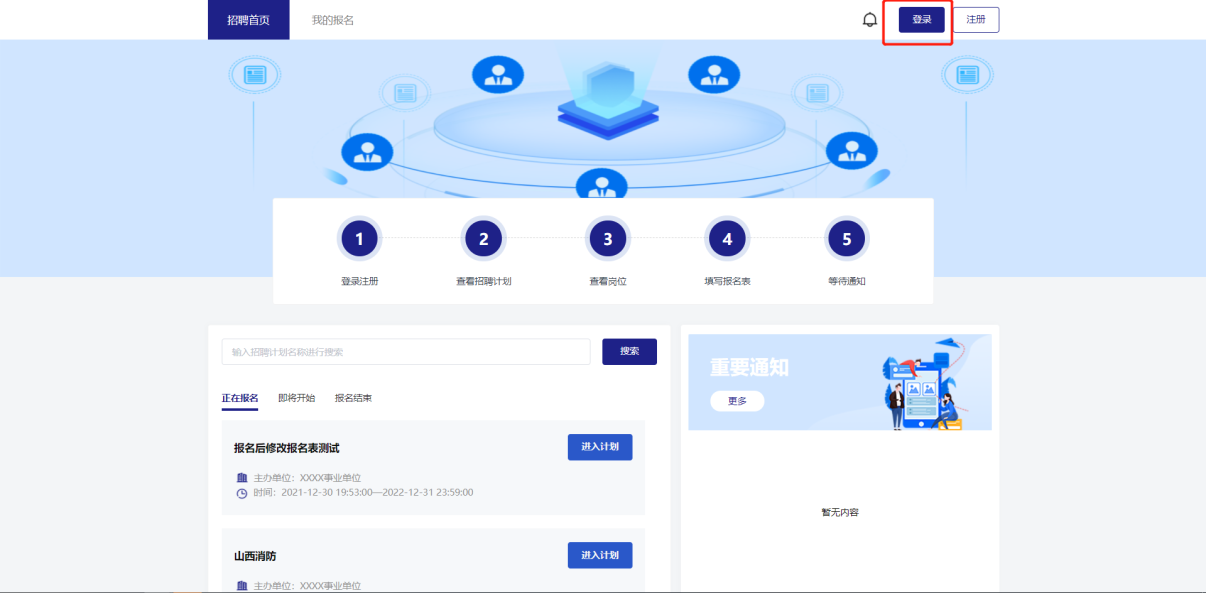 招聘首页
我的报名
登录
注册
1
2
3
4
5
登录注册
查看招聘计划
查看岗位
填写报名表
等待通知
输入招聘计划名称进行搜索
搜索
正在报名
即将开始
报名结束
报名后修改报名表测试
进入计划
主办单位：XXXX事业单位
时间：2021-12-30 19:53:00—2022-12-31 23:59:00
山西消防
进入计划
主办单位：XXXX事业单位
重要通知
更多
暂无内容